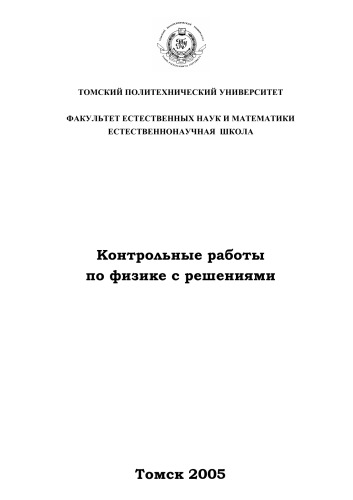 ТОМСКИЙ ПОЛИТЕХНИЧЕСКИЙ УНИВЕРСИТЕТ
ФАКУЛЬТЕТ ЕСТЕСТВЕННЫХ НАУК И МАТЕМАТИКИ
ЕСТЕСТВЕННОНАУЧНАЯ ШКОЛА
Контрольные работы
по физике с решениями
Томск 2005